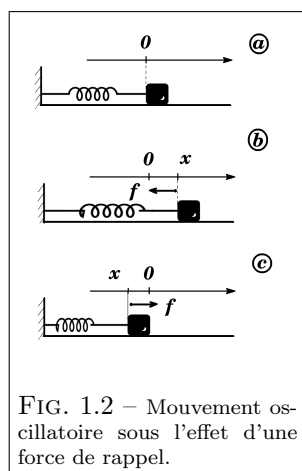 0 ⓐ
0 x ⓑ
f
x 0 ⓒ
f
FIG. 1.2 – Mouvement os-
cillatoire sous l'effet d'une
force de rappel.